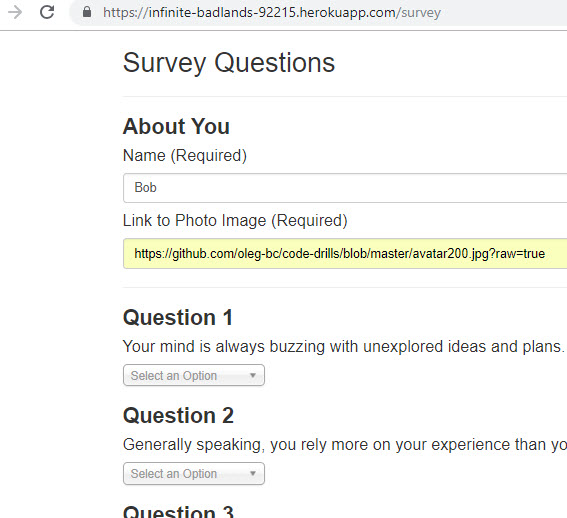 https://infinite-badlands-92215.herokuapp.com/survey
Survey Questions
About You
Name (Required)
Bob
Link to Photo Image (Required)
https://github.com/oleg-bc/code-drills/blob/master/avatar200.jpg?raw=true
Question 1
Your mind is always buzzing with unexplored ideas and plans.
Select an Option
Question 2
Generally speaking, you rely more on your experience than yo
Select an Option
Question 3